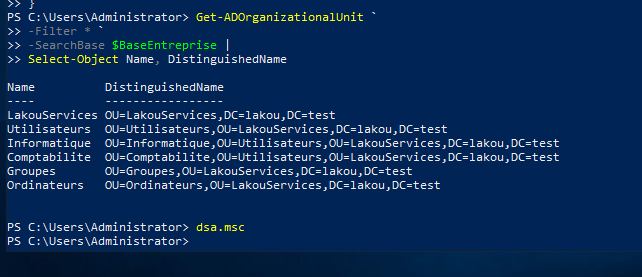 >> }
PS C:\Users\Administrator> Get-ADOrganizationalUnit `
>> -Filter * `
>> -SearchBase $BaseEntreprise |
>> Select-Object Name, DistinguishedName
Name         DistinguishedName
----         -----------------
LakouServices OU=LakouServices,DC=lakou,DC=test
Utilisateurs OU=Utilisateurs,OU=LakouServices,DC=lakou,DC=test
Informatique OU=Informatique,OU=Utilisateurs,OU=LakouServices,DC=lakou,DC=test
Comptabilite OU=Comptabilite,OU=Utilisateurs,OU=LakouServices,DC=lakou,DC=test
Groupes      OU=Groupes,OU=LakouServices,DC=lakou,DC=test
Ordinateurs  OU=Ordinateurs,OU=LakouServices,DC=lakou,DC=test
PS C:\Users\Administrator> dsa.msc
PS C:\Users\Administrator>